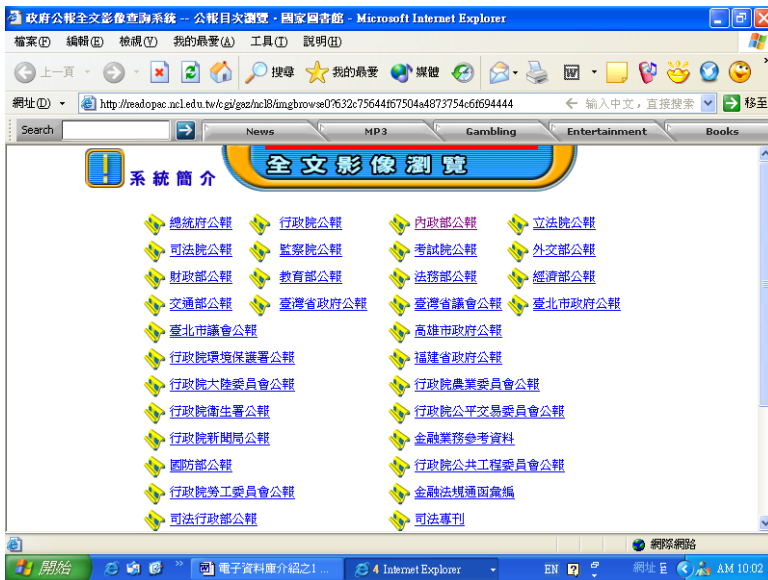 政府公報全文影像查詢系統 -- 公報目次瀏覽‧國家圖書館 - Microsoft Internet Explorer
檔案(F) 編輯(E) 檢視(V) 我的最愛(A) 工具(T) 說明(H)
上一頁 搜尋 我的最愛 媒體
網址(D) http://readopac.ncl.edu.tw/cgi/gaz/ncl8/imgbrowse0?632c75644f67504a4873754c6f694444 輸入中文，直接搜索 移至
Search News MP3 Gambling Entertainment Books
系統簡介 全文影像瀏覽
總統府公報 行政院公報 內政部公報 立法院公報
司法院公報 監察院公報 考試院公報 外交部公報
財政部公報 教育部公報 法務部公報 經濟部公報
交通部公報 臺灣省政府公報 臺灣省議會公報 臺北市政府公報
臺北市議會公報 高雄市政府公報
行政院環境保護署公報 福建省政府公報
行政院大陸委員會公報 行政院農業委員會公報
行政院衛生署公報 行政院公平交易委員會公報
行政院新聞局公報 金融業務參考資料
國防部公報 行政院公共工程委員會公報
行政院勞工委員會公報 金融法規通函彙編
司法行政部公報 司法專刊
網際網路
開始 電子資料庫介紹之1 ... 4 Internet Explorer EN 網址 AM 10:02